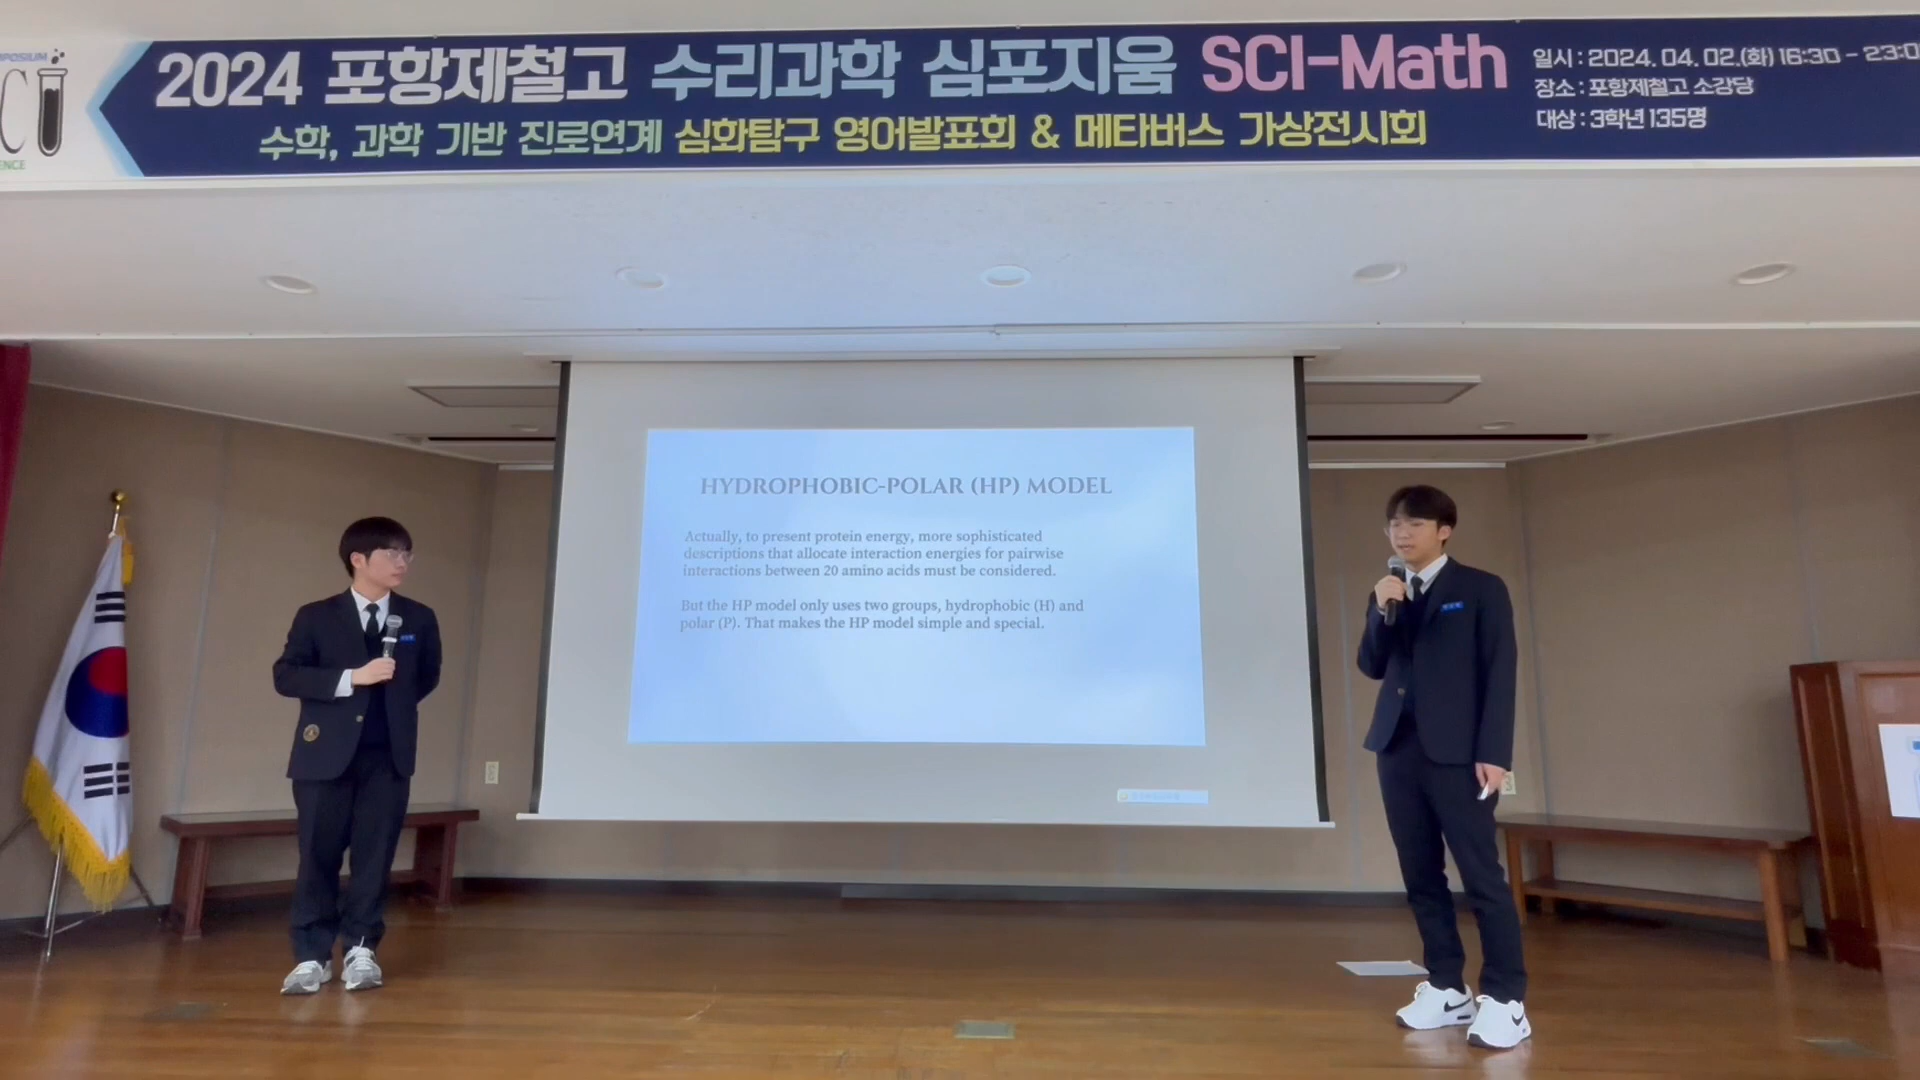 2024 포항제철고 수리과학 심포지움 SCI-Math
수학, 과학 기반 진로연계 심화탐구 영어발표회 & 메타버스 가상전시회
일시 : 2024. 04. 02.(화) 16:30 -
장소 : 포항제철고 소강당
대상 : 3학년 135명
HYDROPHOBIC-POLAR (HP) MODEL
Actually, to present protein energy, more sophisticated
descriptions that allocate interaction energies for pairwise
interactions between 20 amino acids must be considered.
But the HP model only uses two groups, hydrophobic (H) and
polar (P). That makes the HP model simple and special.